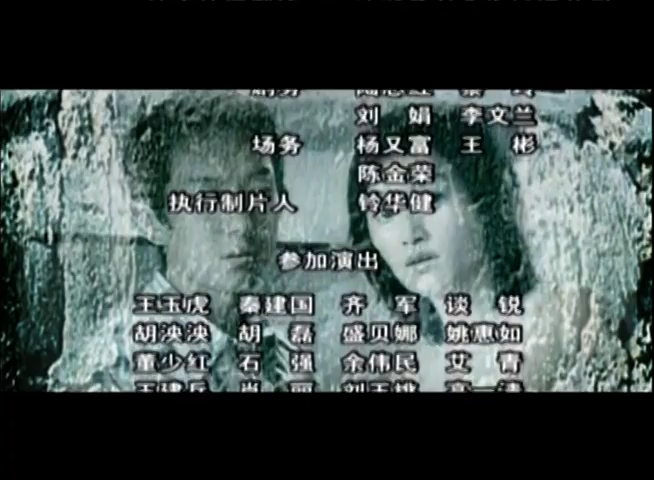 刘 娟 李文兰
场务 杨又富 王 彬
陈金荣
执行制片人 钤华健
参加演出
王玉虎 秦建国 齐 军 谈 锐
胡泱泱 胡 磊 盛贝娜 姚惠如
董少红 石 强 余伟民 艾 青